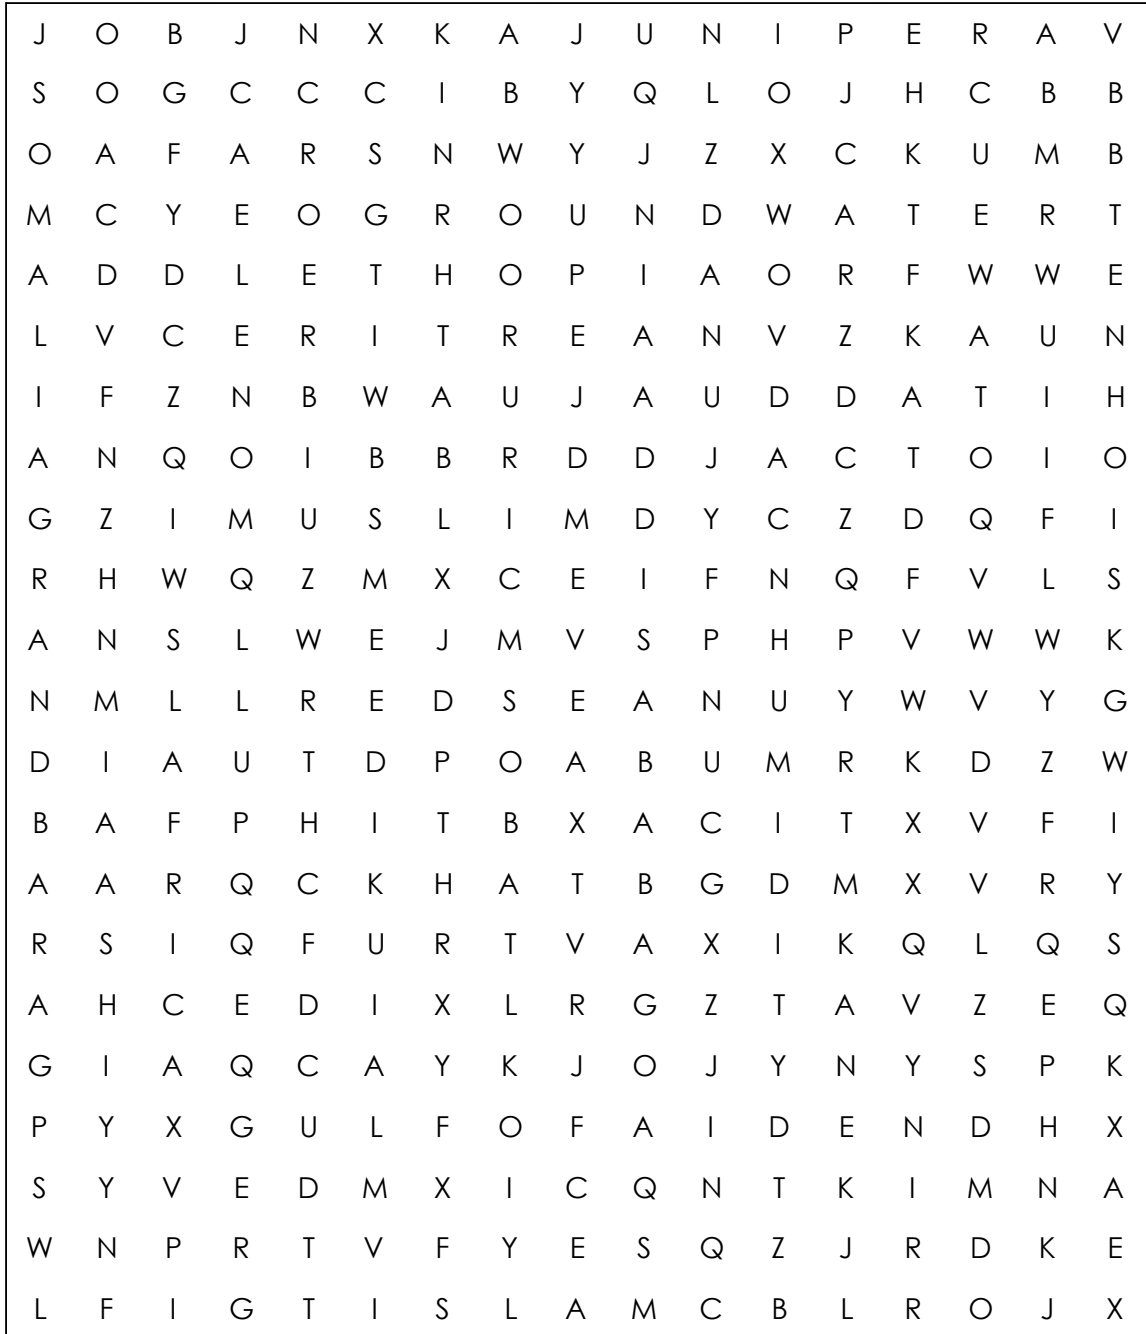 J O B J N X K A J U N I P E R A V
S O G C C C I B Y Q L O J H C B B
O A F A R S N W Y J Z X C K U M B
M C Y E O G R O U N D W A T E R T
A D D L E T H O P I A O R F W W E
L V C E R I T R E A N V Z K A U N
I F Z N B W A U J A U D D A T I H
A N Q O I B B R D D J A C T O I O
G Z I M U S L I M D Y C Z D Q F I
R H W Q Z M X C E I F N Q F V L S
A N S L W E J M V S P H P V W W K
N M L L R E D S E A N U Y W V Y G
D I A U T D P O A B U M R K D Z W
B A F P H I T B X A C I T X V F I
A A R Q C K H A T B G D M X V R Y
R S I Q F U R T V A X I K Q L Q S
A H C E D I X L R G Z T A V Z E Q
G I A Q C A Y K J O J Y N Y S P K
P Y X G U L F O F A I D E N D H X
S Y V E D M X I C Q N T K I M N A
W N P R T V F Y E S Q Z J R D K E
L F I G T I S L A M C B L R O J X